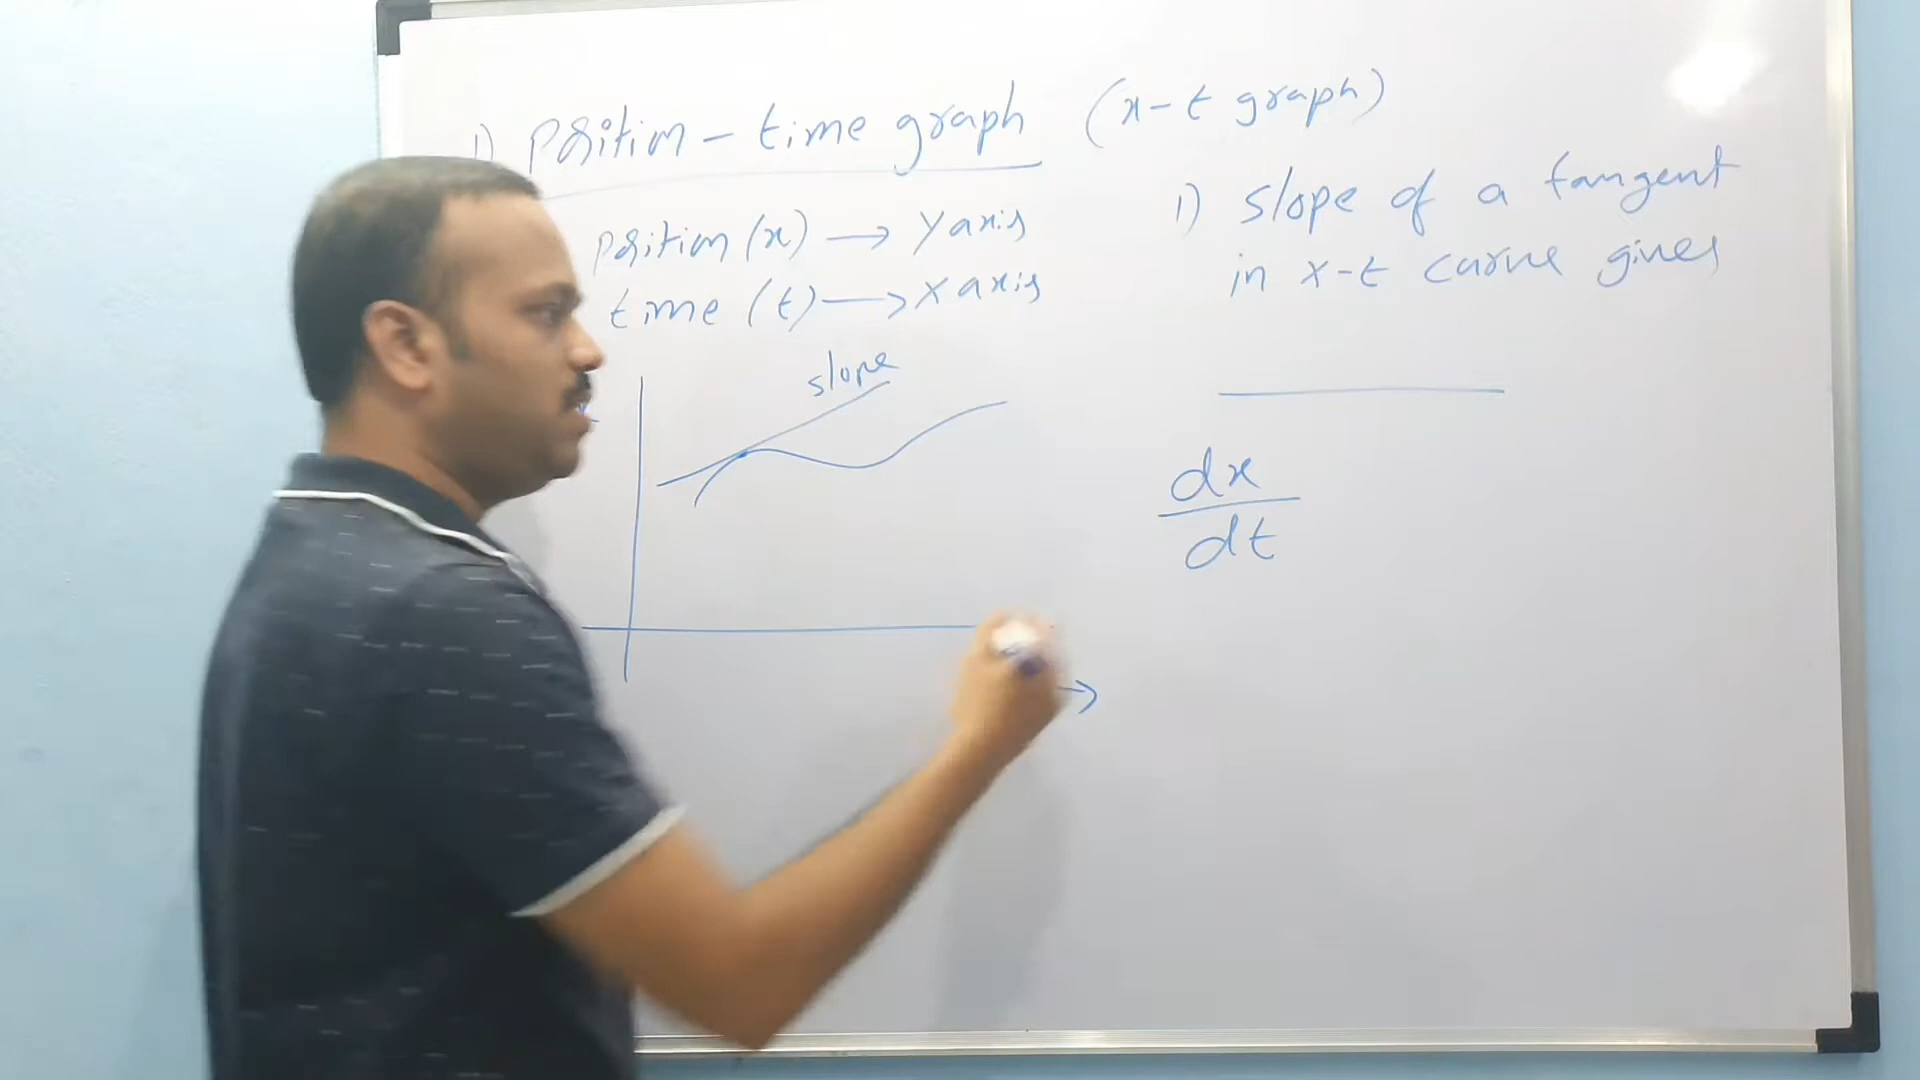 1) Position - time graph (x-t graph)
position (x) → Y axis
time (t) → X axis
slope
1) slope of a tangent
in x-t curve gives
dx
dt